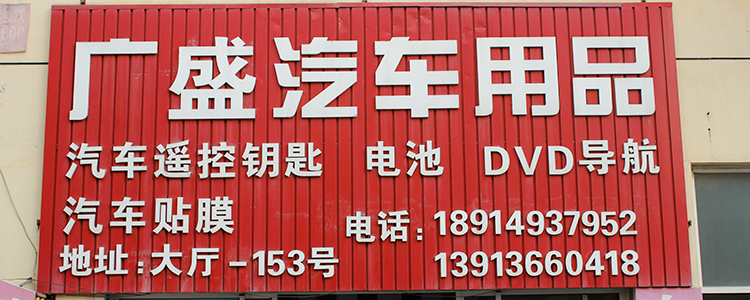 广盛汽车用品
汽车遥控钥匙 电池 DVD导航
汽车贴膜
电话：18914937952
地址：大厅-153号
13913660418